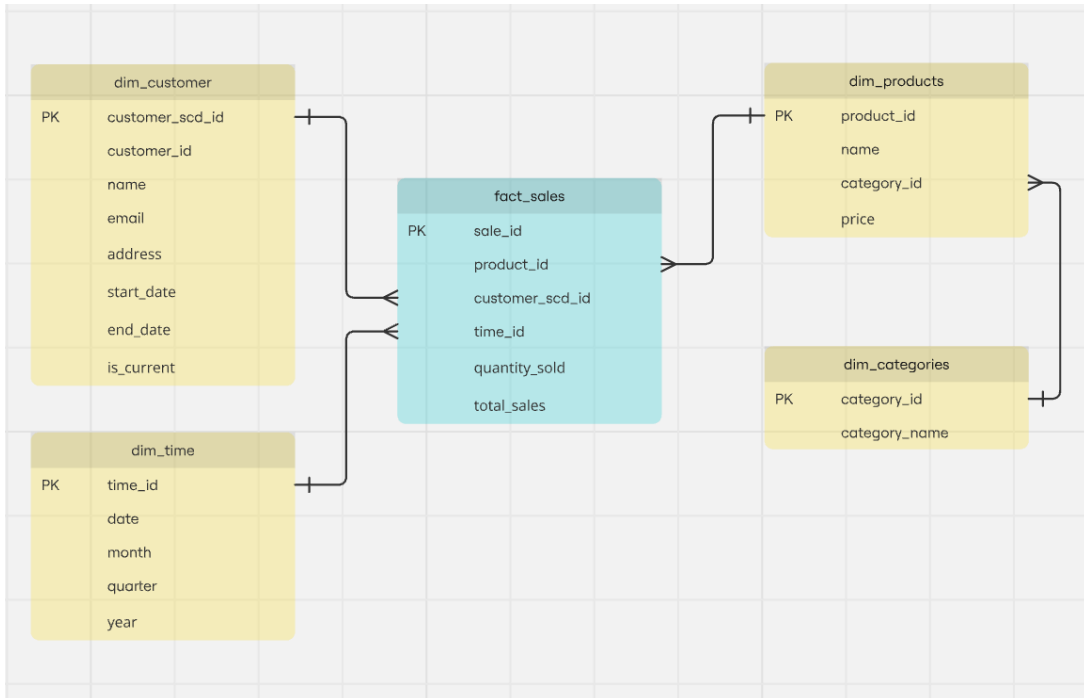 dim_customer
PK customer_scd_id
customer_id
name
email
address
start_date
end_date
is_current
dim_time
PK time_id
date
month
quarter
year
fact_sales
PK sale_id
product_id
customer_scd_id
time_id
quantity_sold
total_sales
dim_products
PK product_id
name
category_id
price
dim_categories
PK category_id
category_name